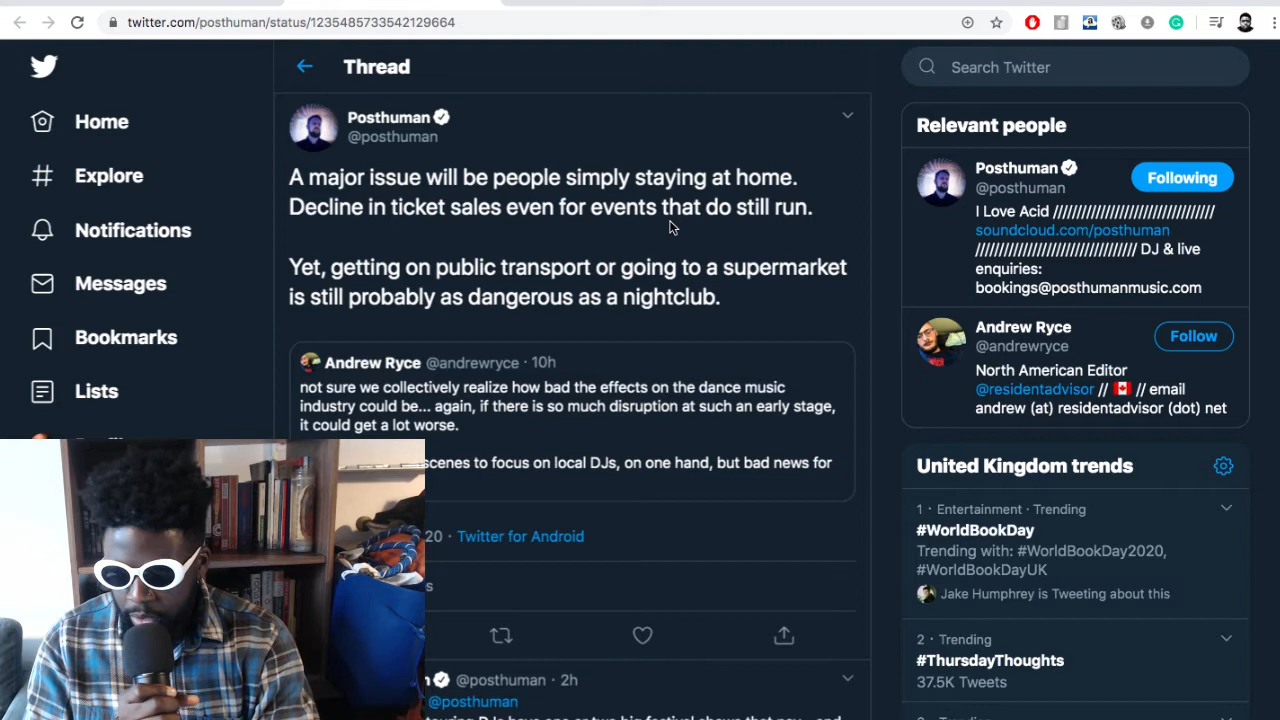 twitter.com/posthuman/status/1235485733542129664
Home
Explore
Notifications
Messages
Bookmarks
Lists
Thread
Posthuman
@posthuman
A major issue will be people simply staying at home.
Decline in ticket sales even for events that do still run.
Yet, getting on public transport or going to a supermarket
is still probably as dangerous as a nightclub.
Andrew Ryce @andrewryce · 10h
not sure we collectively realize how bad the effects on the dance music
industry could be... again, if there is so much disruption at such an early stage,
it could get a lot worse.
scenes to focus on local DJs, on one hand, but bad news for
20 · Twitter for Android
@posthuman · 2h
@posthuman
Search Twitter
Relevant people
Posthuman
@posthuman
Following
I Love Acid //////////////////////////////////
soundcloud.com/posthuman
////////////////////////////////// DJ & live
enquiries:
bookings@posthumanmusic.com
Andrew Ryce
@andrewryce
Follow
North American Editor
@residentadvisor // 🇨🇦 // email
andrew (at) residentadvisor (dot) net
United Kingdom trends
1 · Entertainment · Trending
#WorldBookDay
Trending with: #WorldBookDay2020,
#WorldBookDayUK
Jake Humphrey is Tweeting about this
2 · Trending
#ThursdayThoughts
37.5K Tweets